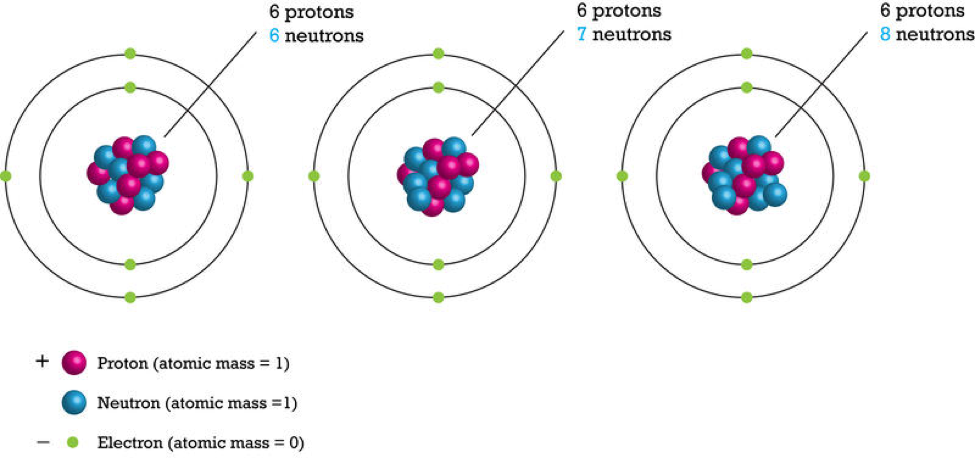 6 protons
6 neutrons
6 protons
7 neutrons
6 protons
8 neutrons
+ Proton (atomic mass = 1)
Neutron (atomic mass =1)
– Electron (atomic mass = 0)